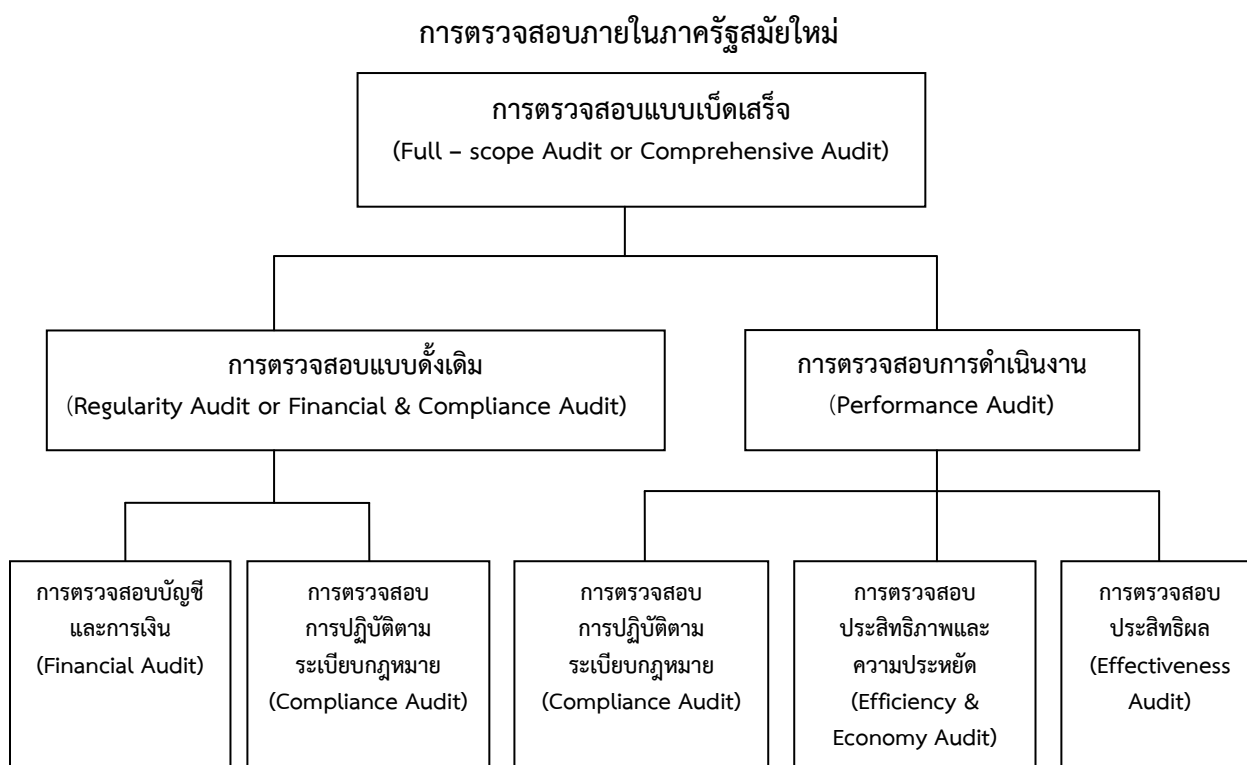 การตรวจสอบภายในภาครัฐสมัยใหม่
การตรวจสอบแบบเบ็ดเสร็จ
(Full – scope Audit or Comprehensive Audit)
การตรวจสอบแบบดั้งเดิม
(Regularity Audit or Financial & Compliance Audit)
การตรวจสอบการดำเนินงาน
(Performance Audit)
การตรวจสอบบัญชี
และการเงิน
(Financial Audit)
การตรวจสอบ
การปฏิบัติตาม
ระเบียบกฎหมาย
(Compliance Audit)
การตรวจสอบ
การปฏิบัติตาม
ระเบียบกฎหมาย
(Compliance Audit)
การตรวจสอบ
ประสิทธิภาพและ
ความประหยัด
(Efficiency &
Economy Audit)
การตรวจสอบ
ประสิทธิผล
(Effectiveness
Audit)